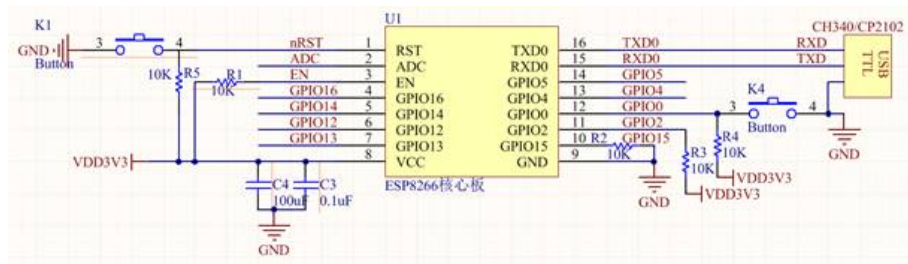 K1
GND
3
4
Button
10K
R5
R1
10K
nRST
ADC
EN
GPIO16
GPIO14
GPIO12
GPIO13
VDD3V3
C4
100uF
C3
0.1uF
GND
U1
1
2
3
4
5
6
7
8
RST
ADC
EN
GPIO16
GPIO14
GPIO12
GPIO13
VCC
TXD0
RXD0
GPIO5
GPIO4
GPIO0
GPIO2
GPIO15
GND
ESP8266核心板
16
15
14
13
12
11
10
9
TXD0
RXD0
GPIO5
GPIO4
GPIO0
GPIO2
GPIO15
R2
10K
GND
R3
10K
VDD3V3
R4
10K
VDD3V3
K4
3
4
Button
GND
RXD
TXD
CH340/CP2102
USB
TTL